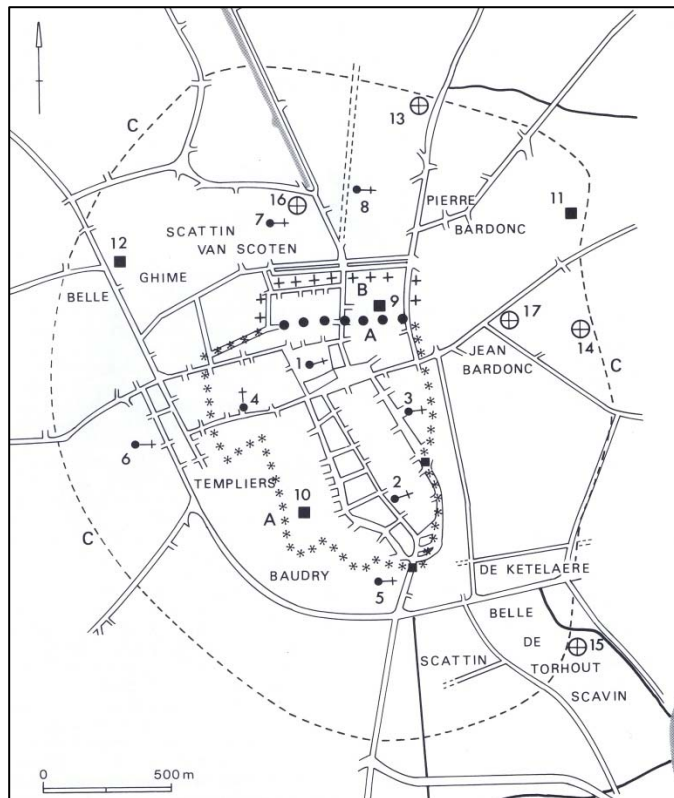 C
13
PIERRE
BARDONC
11
16
7
8
SCATTIN
VAN SCOTEN
12
GHIME
BELLE
B
9
A
17
14
C
JEAN
BARDONC
1
4
3
6
2
TEMPLIERS
10
A
C
BAUDRY
5
DE KETELAERE
BELLE
DE
TORHOUT
15
SCATTIN
SCAVIN
0 500 m